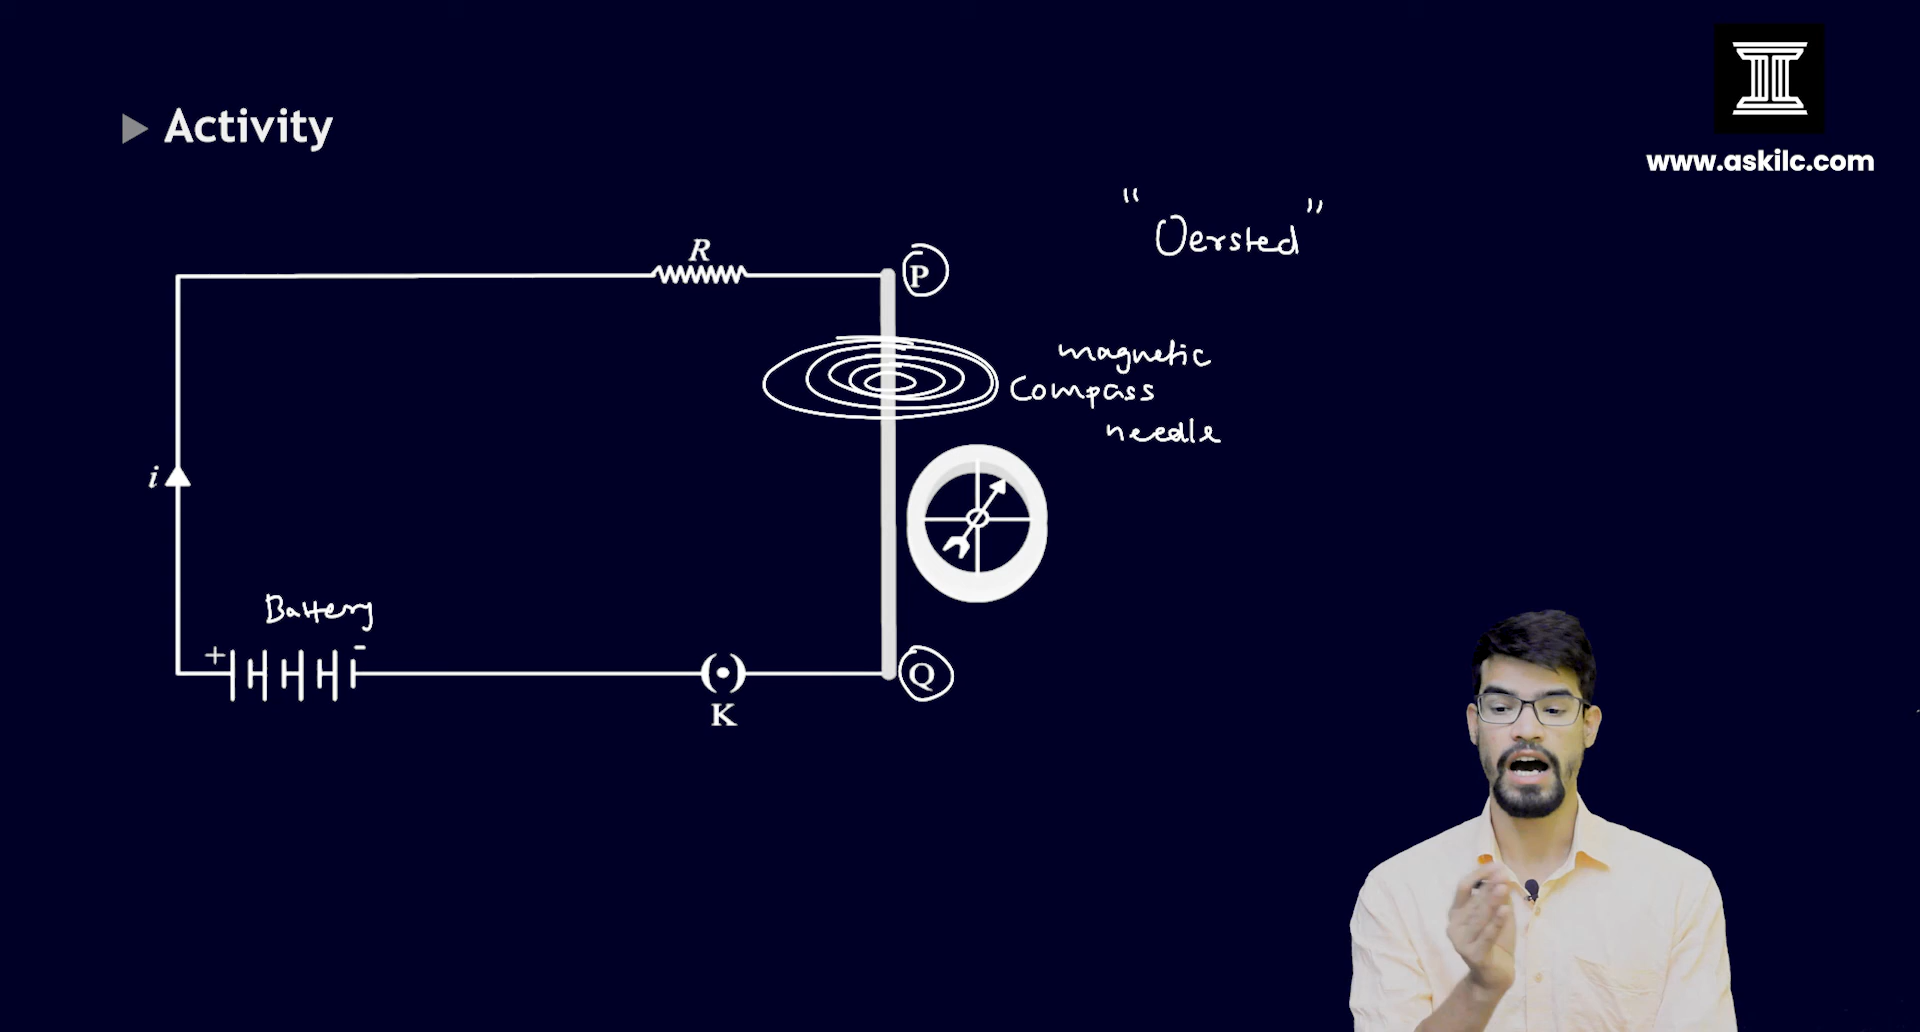 Activity
www.askilc.com
" Oersted "
R
P
magnetic
Compass
needle
i
Battery
+ -
K
Q